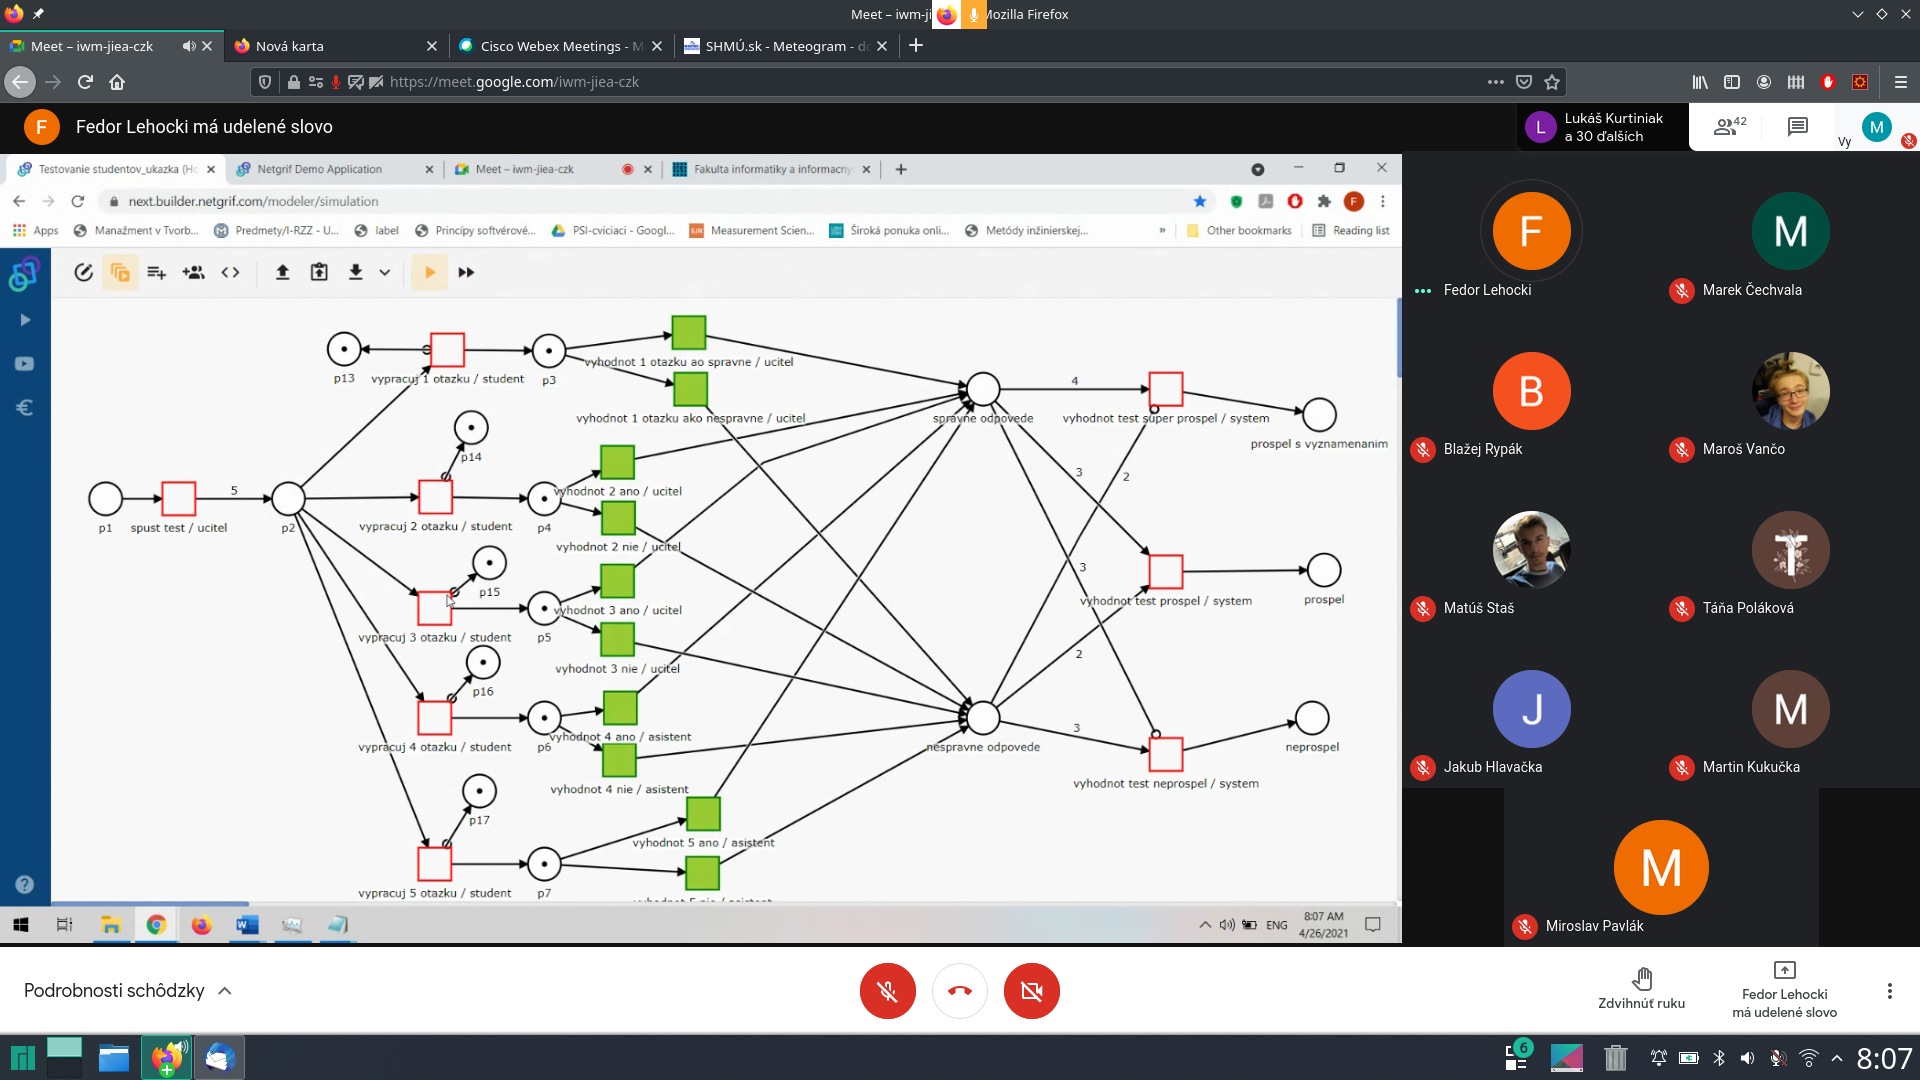 Meet – iwm-ji
Mozilla Firefox
Meet – iwm-jiea-czk
Nová karta
Cisco Webex Meetings - M
SHMÚ.sk - Meteogram - d
https://meet.google.com/iwm-jiea-czk
F
Fedor Lehocki má udelené slovo
L
Lukáš Kurtiniak
a 30 ďalších
42
Vy
M
Testovanie studentov_ukazka (Ho
Netgrif Demo Application
Meet – iwm-jiea-czk
Fakulta informatiky a informacny
next.builder.netgrif.com/modeler/simulation
F
Apps
Manažment v Tvorb...
Predmety/I-RZZ - U...
label
Princípy softvérové...
PSI-cviciaci - Googl...
SJR
Measurement Scien...
Široká ponuka onli...
Metódy inžinierskej...
»
Other bookmarks
Reading list
p13
vypracuj 1 otazku / student
p3
vyhodnot 1 otazku ao spravne / ucitel
vyhodnot 1 otazku ako nespravne / ucitel
spravne odpovede
4
vyhodnot test super prospel / system
prospel s vyznamenanim
p14
3
2
p1
spust test / ucitel
5
p2
vypracuj 2 otazku / student
p4
vyhodnot 2 ano / ucitel
vyhodnot 2 nie / ucitel
p15
3
vyhodnot test prospel / system
prospel
vypracuj 3 otazku / student
p5
vyhodnot 3 ano / ucitel
vyhodnot 3 nie / ucitel
2
p16
vypracuj 4 otazku / student
p6
vyhodnot 4 ano / asistent
vyhodnot 4 nie / asistent
nespravne odpovede
3
vyhodnot test neprospel / system
neprospel
p17
vypracuj 5 otazku / student
p7
vyhodnot 5 ano / asistent
vyhodnot 5 nie / asistent
ENG
8:07 AM
4/26/2021
F
Fedor Lehocki
M
Marek Čechvala
B
Blažej Rypák
Maroš Vančo
Matúš Staš
T
Táňa Poláková
J
Jakub Hlavačka
M
Martin Kukučka
M
Miroslav Pavlák
Podrobnosti schôdzky
Zdvihnúť ruku
Fedor Lehocki
má udelené slovo
6
8:07